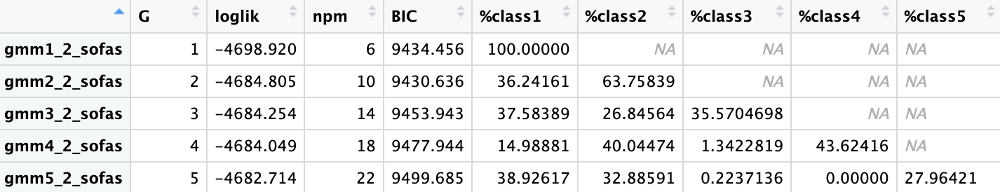 G loglik npm BIC %class1 %class2 %class3 %class4 %class5
gmm1_2_sofas 1 -4698.920 6 9434.456 100.00000 NA NA NA NA
gmm2_2_sofas 2 -4684.805 10 9430.636 36.24161 63.75839 NA NA NA
gmm3_2_sofas 3 -4684.254 14 9453.943 37.58389 26.84564 35.5704698 NA NA
gmm4_2_sofas 4 -4684.049 18 9477.944 14.98881 40.04474 1.3422819 43.62416 NA
gmm5_2_sofas 5 -4682.714 22 9499.685 38.92617 32.88591 0.2237136 0.00000 27.96421